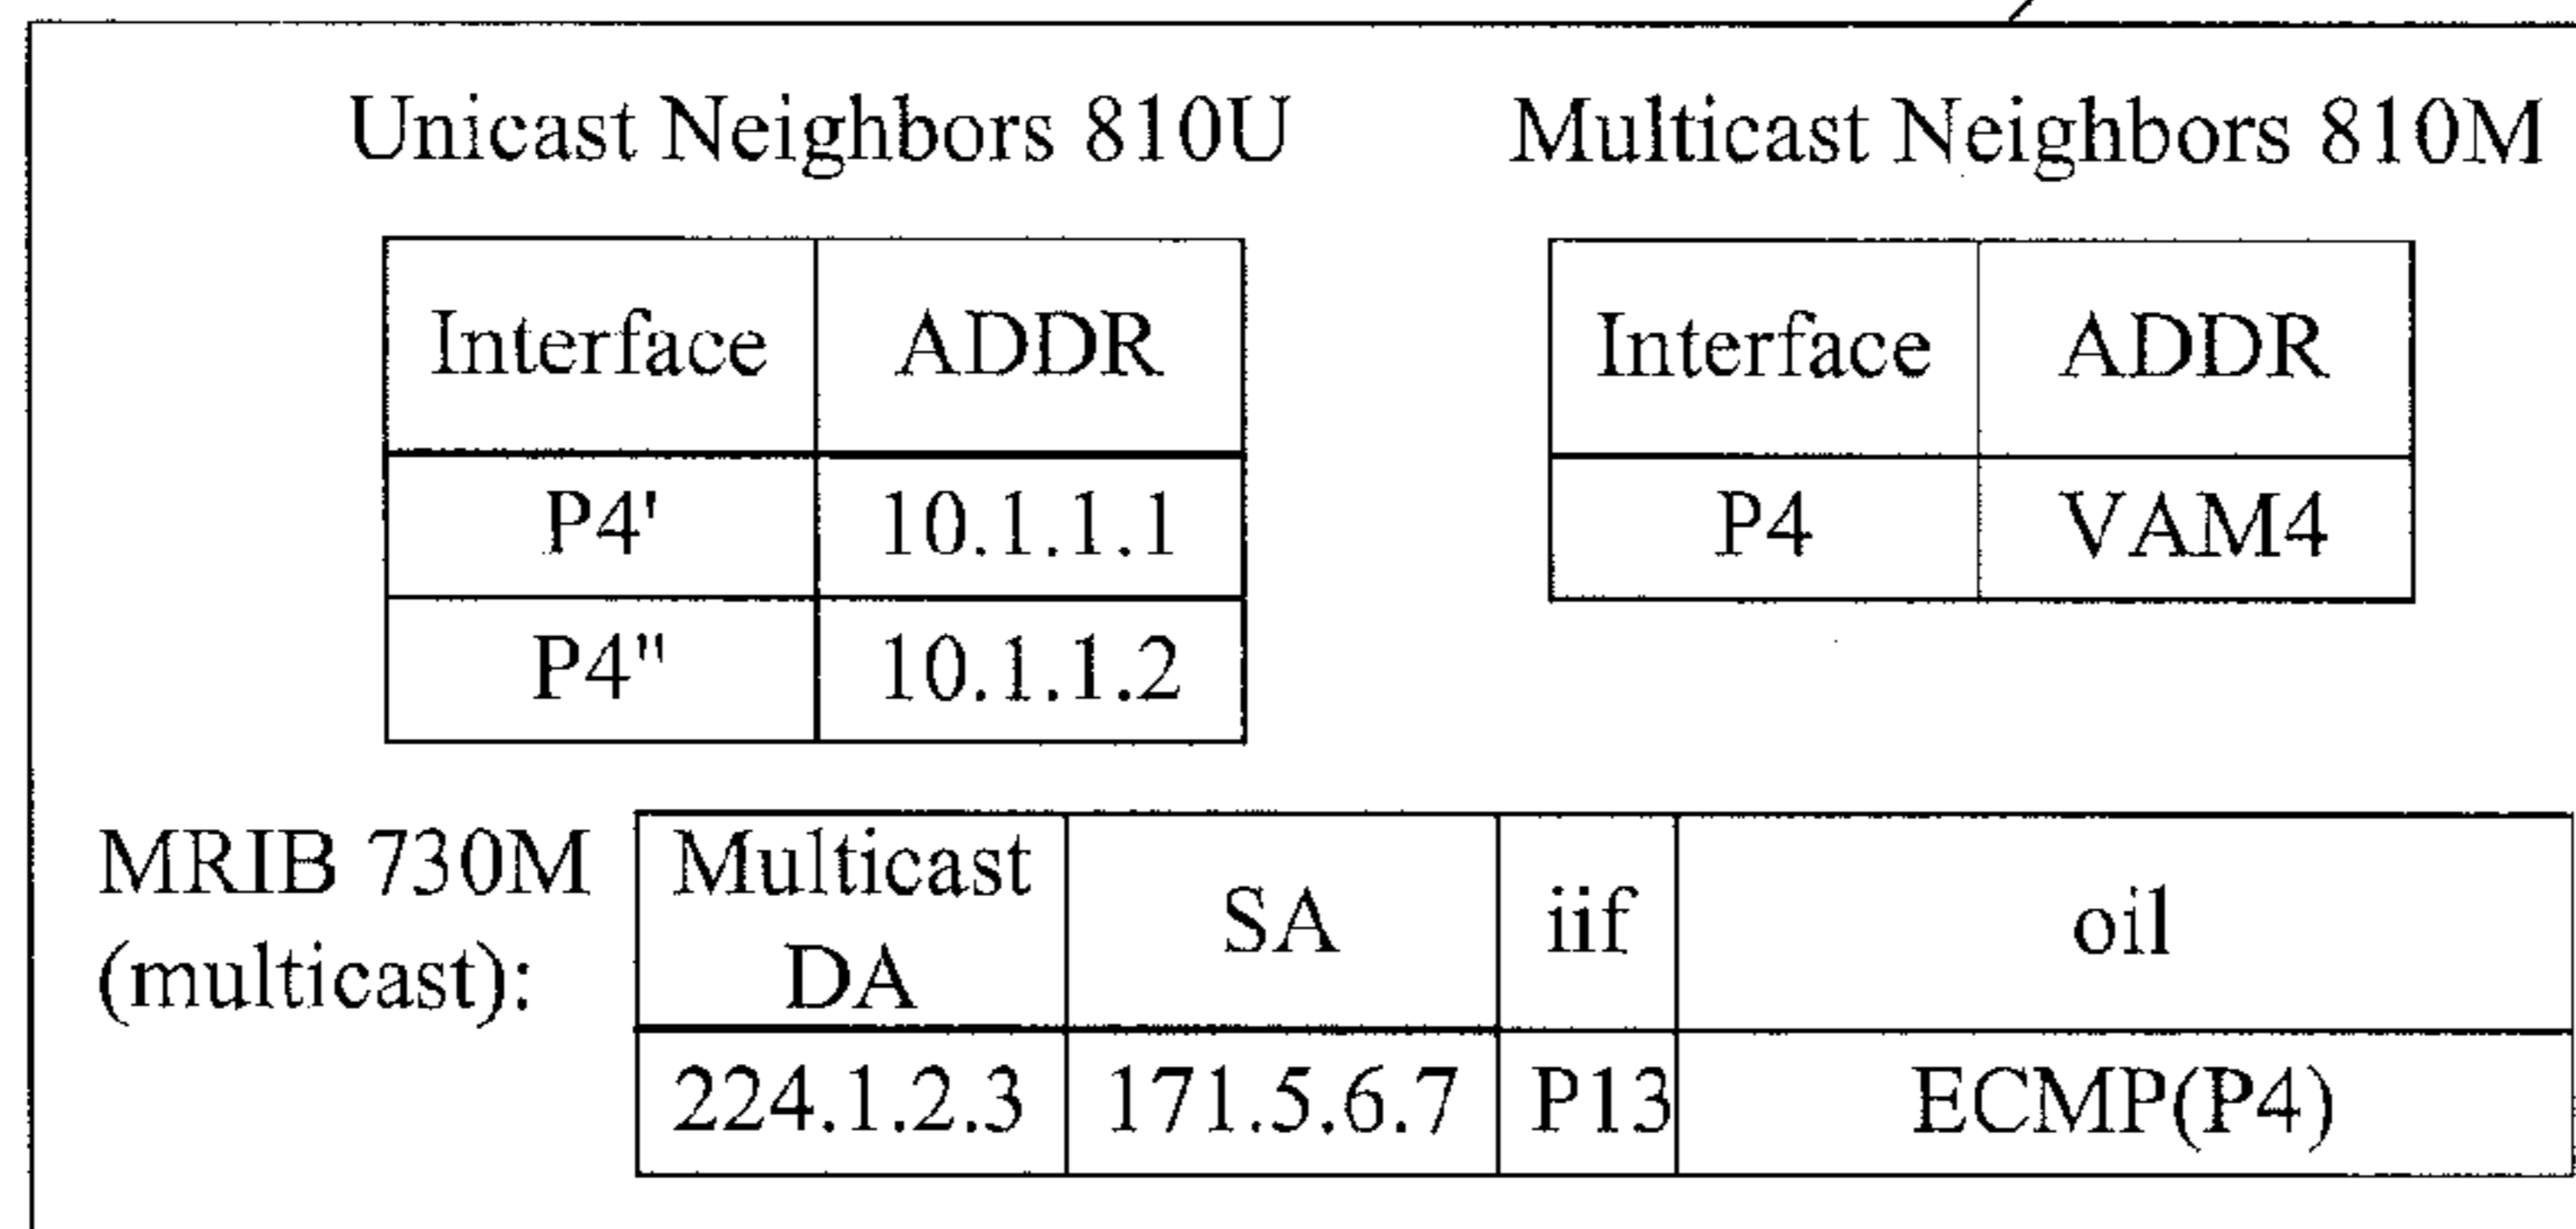 Unicast Neighbors 810U Multicast Neighbors 810M
Interface ADDR Interface ADDR
P4' 10.1.1.1 P4 VAM4
P4" 10.1.1.2
MRIB 730M
(multicast):
Multicast
DA
SA iif oil
224.1.2.3 171.5.6.7 P13 ECMP(P4)